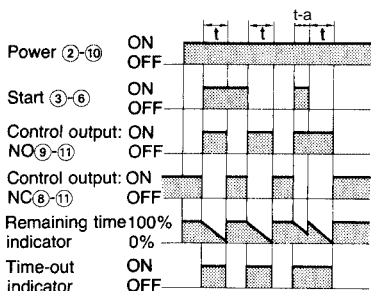 t-a
t t t
Power ②-⑩ ON
OFF
Start ③-⑥ ON
OFF
Control output: ON
NO⑨-⑪ OFF
Control output: ON
NC⑧-⑪ OFF
Remaining time 100%
indicator 0%
Time-out ON
indicator OFF